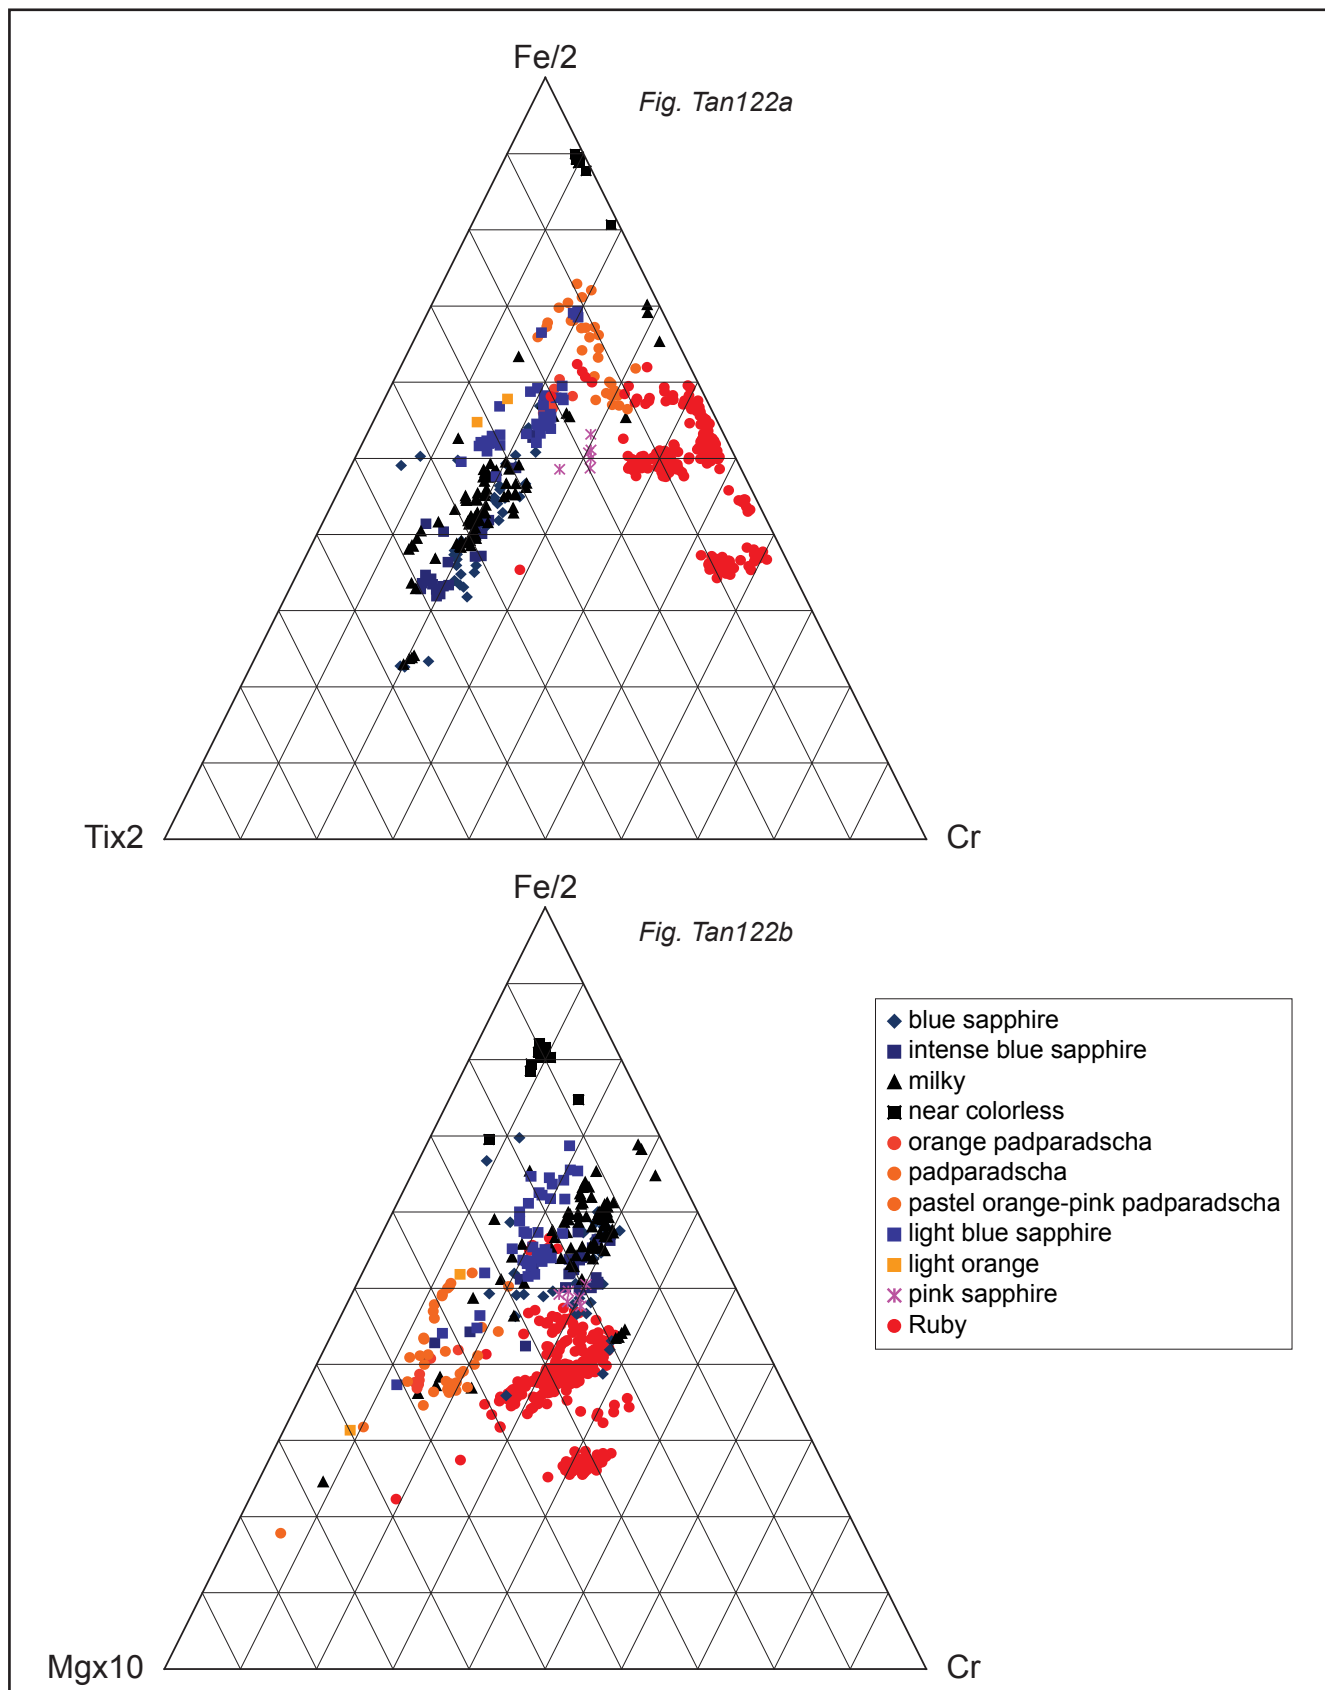 Fe/2
Fig. Tan122a
Tix2
Cr
Fe/2
Fig. Tan122b
blue sapphire
intense blue sapphire
milky
near colorless
orange padparadscha
padparadscha
pastel orange-pink padparadscha
light blue sapphire
light orange
pink sapphire
Ruby
Mgx10
Cr